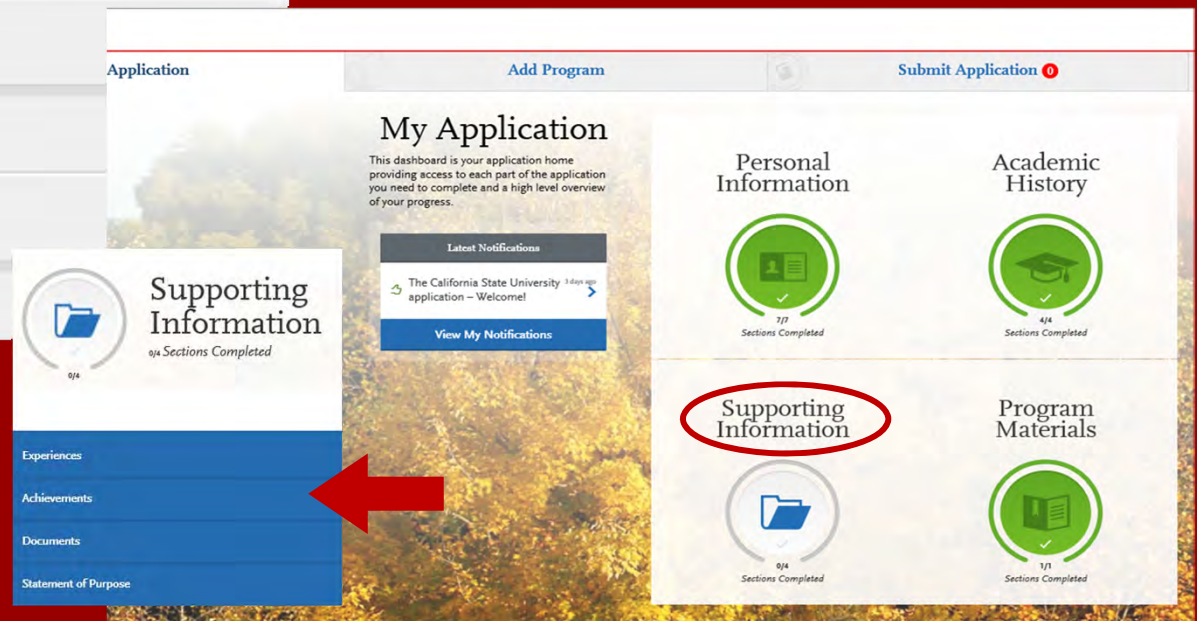 Application
Add Program
Submit Application 0
My Application
This dashboard is your application home
providing access to each part of the application
you need to complete and a high level overview
of your progress.
Latest Notifications
The California State University 3 days ago
application – Welcome!
View My Notifications
Personal
Information
7/7
Sections Completed
Academic
History
4/4
Sections Completed
Supporting
Information
0/4
Sections Completed
Program
Materials
1/1
Sections Completed
Supporting
Information
0/4 Sections Completed
0/4
Experiences
Achievements
Documents
Statement of Purpose